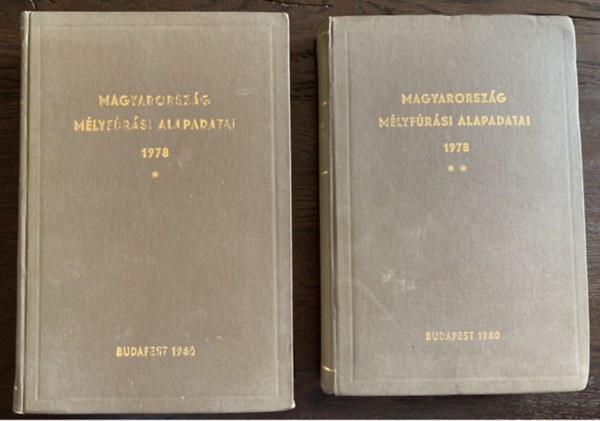 MAGYARORSZÁG
MÉLYFÚRÁSI ALAPADATAI
1978
*
BUDAPEST 1980
MAGYARORSZÁG
MÉLYFÚRÁSI ALAPADATAI
1978
* *
BUDAPEST 1980